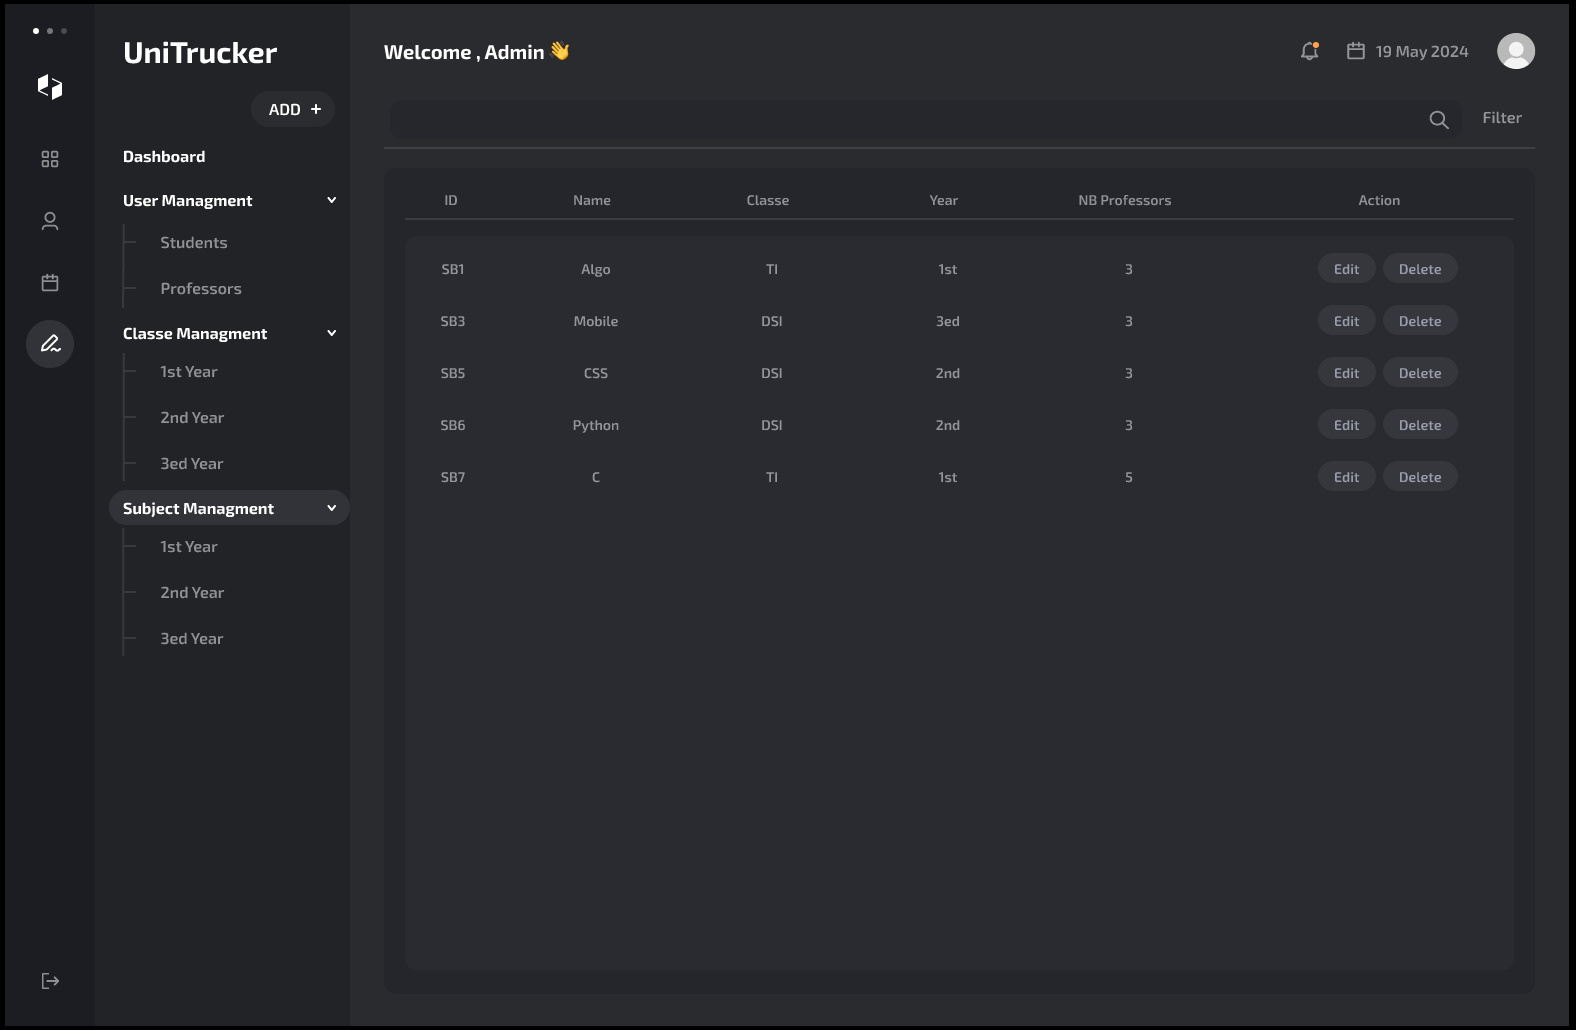 UniTrucker
ADD +
Dashboard
User Managment
Students
Professors
Classe Managment
1st Year
2nd Year
3ed Year
Subject Managment
1st Year
2nd Year
3ed Year
Welcome , Admin 👋
19 May 2024
Filter
ID Name Classe Year NB Professors Action
SB1 Algo TI 1st 3 Edit Delete
SB3 Mobile DSI 3ed 3 Edit Delete
SB5 CSS DSI 2nd 3 Edit Delete
SB6 Python DSI 2nd 3 Edit Delete
SB7 C TI 1st 5 Edit Delete